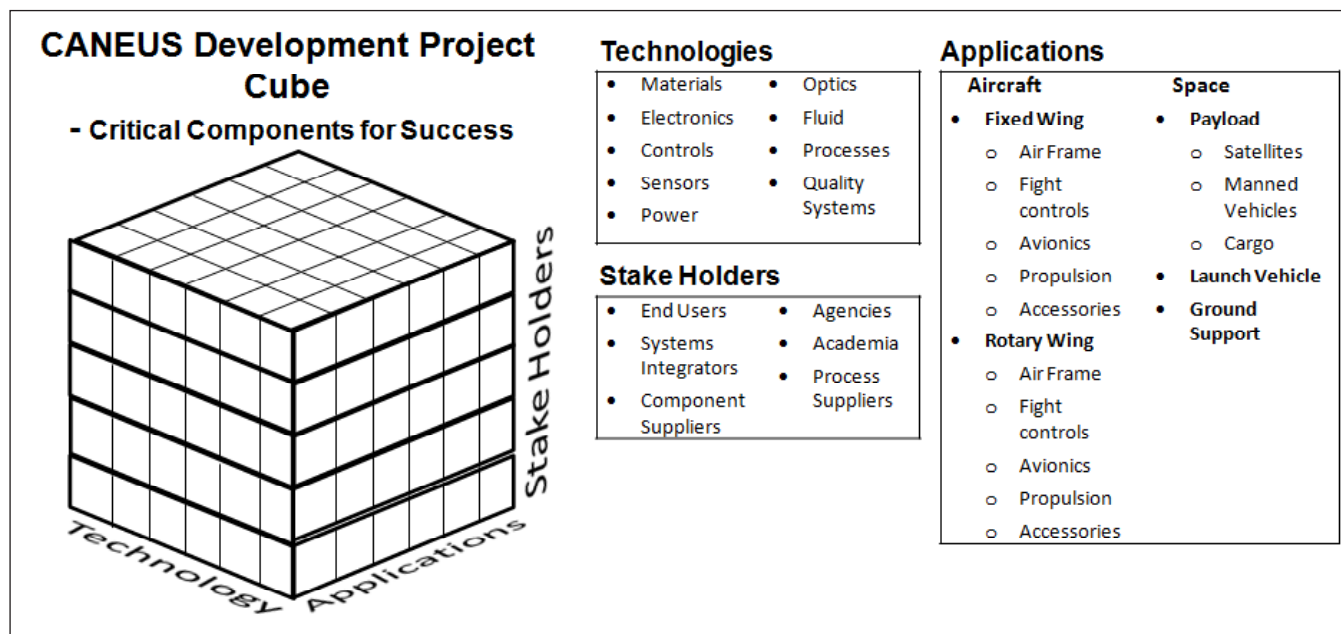 CANEUS Development Project
Cube
- Critical Components for Success
Stake Holders
Technology
Applications
Technologies
• Materials
• Electronics
• Controls
• Sensors
• Power
• Optics
• Fluid
• Processes
• Quality
Systems
Stake Holders
• End Users
• Systems
Integrators
• Component
Suppliers
• Agencies
• Academia
• Process
Suppliers
Applications
Aircraft
• Fixed Wing
o Air Frame
o Fight
controls
o Avionics
o Propulsion
o Accessories
• Rotary Wing
o Air Frame
o Fight
controls
o Avionics
o Propulsion
o Accessories
Space
• Payload
o Satellites
o Manned
Vehicles
o Cargo
• Launch Vehicle
• Ground
Support